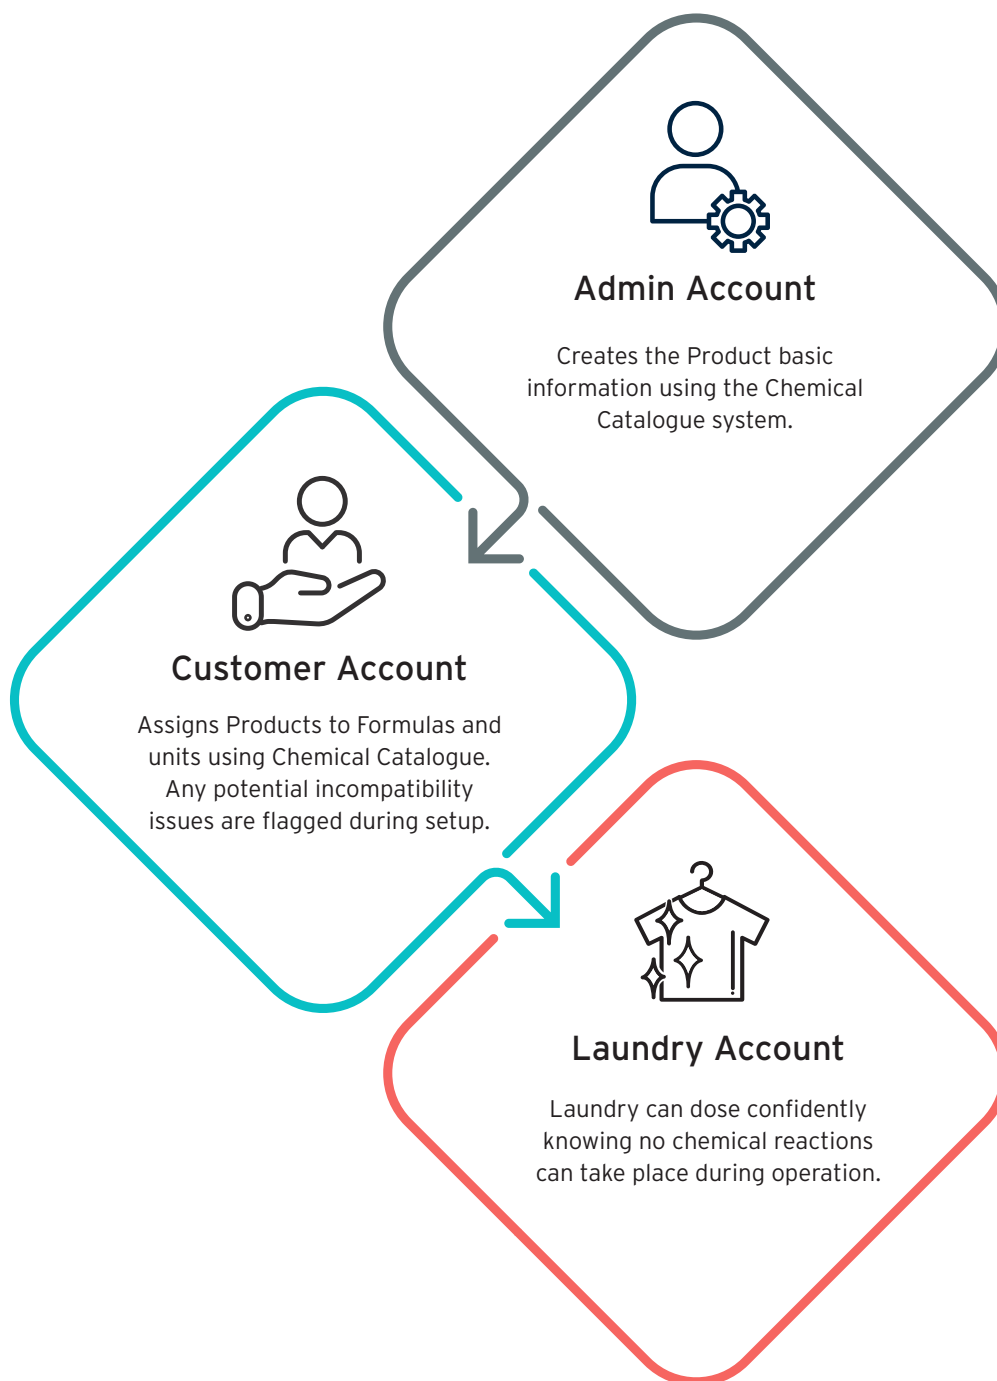 Admin Account
Creates the Product basic
information using the Chemical
Catalogue system.
Customer Account
Assigns Products to Formulas and
units using Chemical Catalogue.
Any potential incompatibility
issues are flagged during setup.
Laundry Account
Laundry can dose confidently
knowing no chemical reactions
can take place during operation.